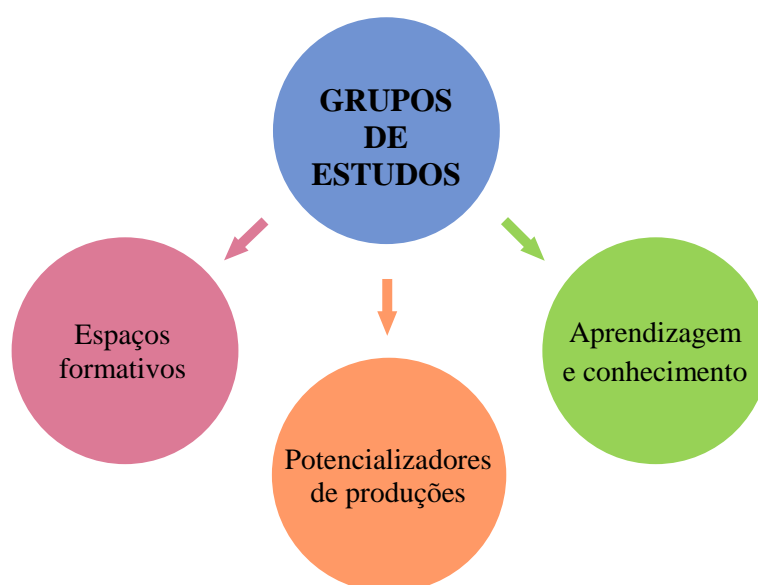 GRUPOS
DE
ESTUDOS
Espaços
formativos
Potencializadores
de produções
Aprendizagem
e conhecimento